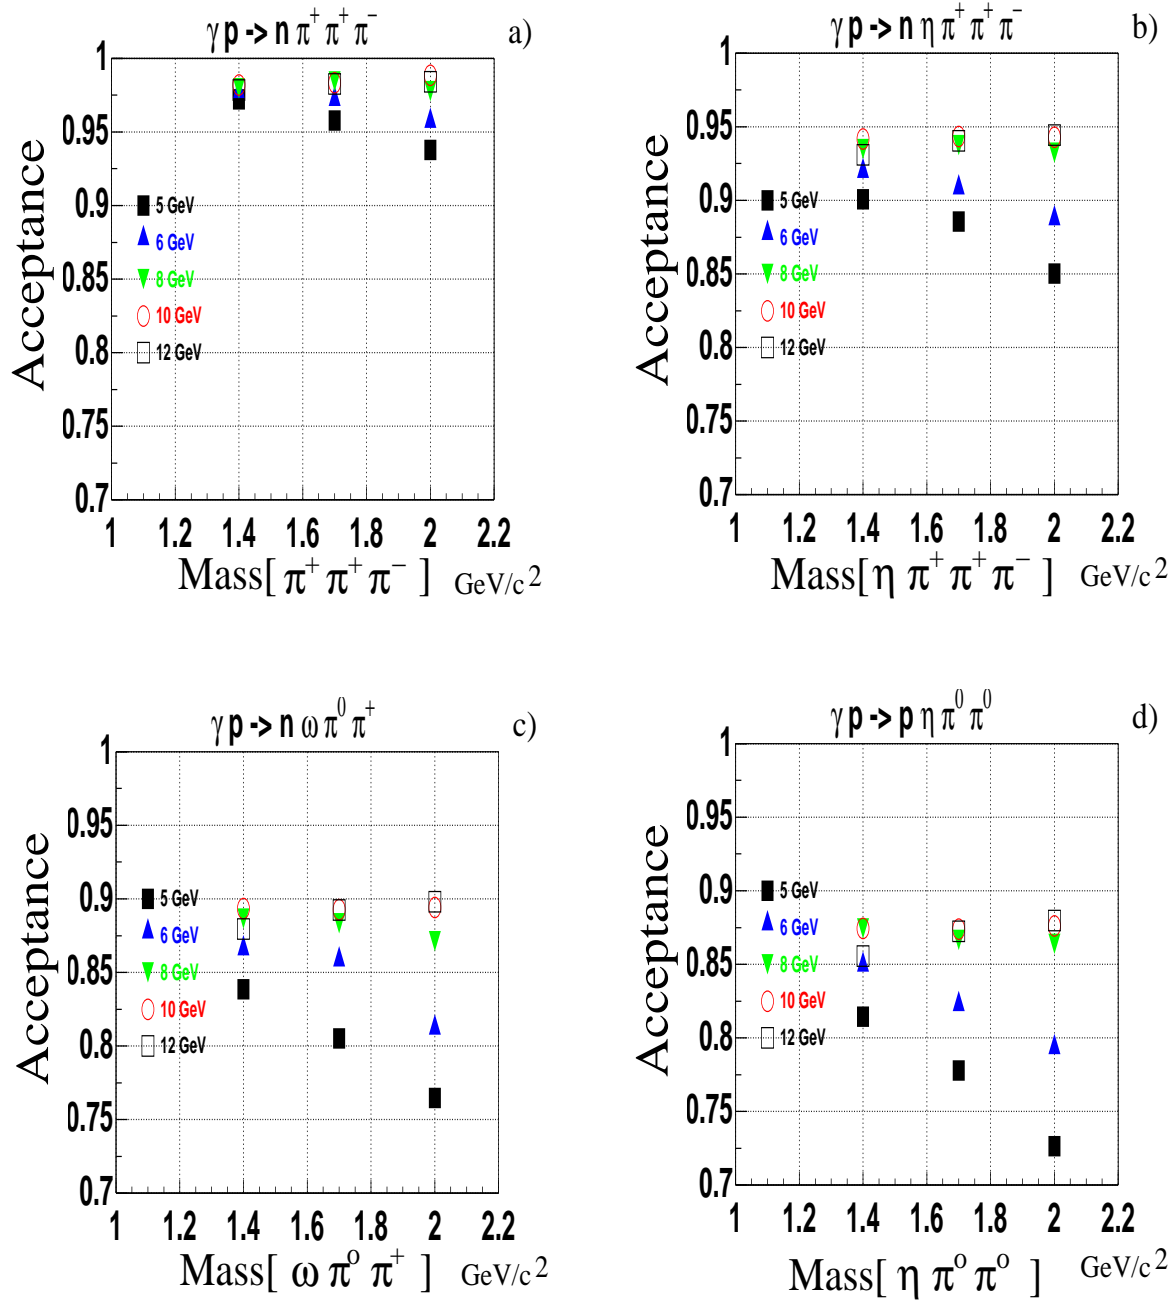 γ p -> n π⁺ π⁺ π⁻
a)
1
0.95
0.9
0.85
0.8
0.75
0.7
Acceptance
5 GeV
6 GeV
8 GeV
10 GeV
12 GeV
1 1.2 1.4 1.6 1.8 2 2.2
Mass[ π⁺ π⁺ π⁻ ] GeV/c²
γ p -> n η π⁺ π⁺ π⁻
b)
1
0.95
0.9
0.85
0.8
0.75
0.7
Acceptance
5 GeV
6 GeV
8 GeV
10 GeV
12 GeV
1 1.2 1.4 1.6 1.8 2 2.2
Mass[ η π⁺ π⁺ π⁻ ] GeV/c²
γ p -> n ω π⁰ π⁺
c)
1
0.95
0.9
0.85
0.8
0.75
0.7
Acceptance
5 GeV
6 GeV
8 GeV
10 GeV
12 GeV
1 1.2 1.4 1.6 1.8 2 2.2
Mass[ ω π° π⁺ ] GeV/c²
γ p -> p η π⁰ π⁰
d)
1
0.95
0.9
0.85
0.8
0.75
0.7
Acceptance
5 GeV
6 GeV
8 GeV
10 GeV
12 GeV
1 1.2 1.4 1.6 1.8 2 2.2
Mass[ η π° π° ] GeV/c²